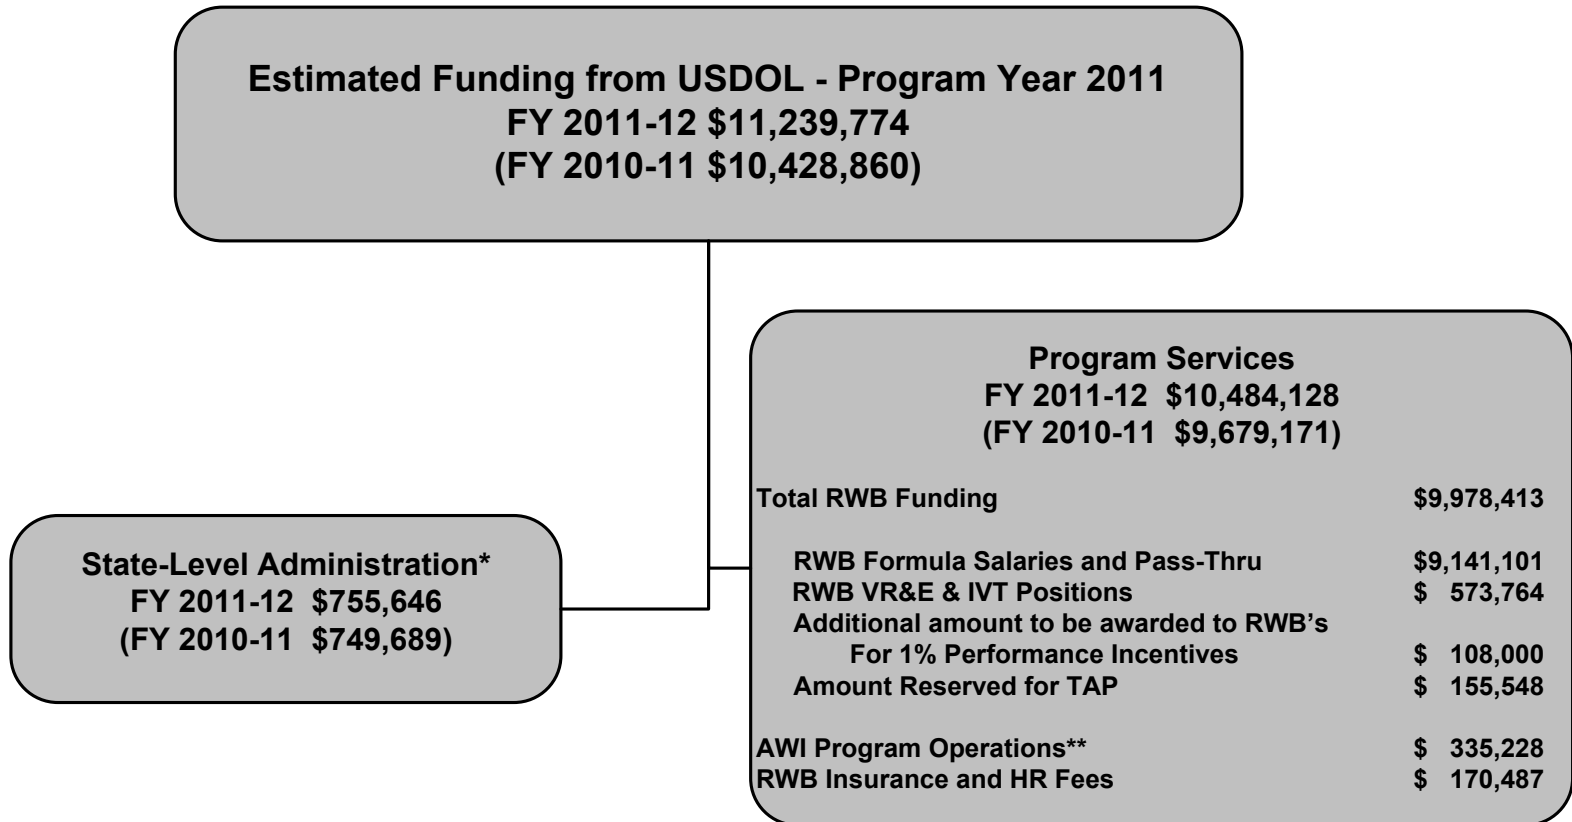 Estimated Funding from USDOL - Program Year 2011
FY 2011-12 $11,239,774
(FY 2010-11 $10,428,860)
Program Services
FY 2011-12 $10,484,128
(FY 2010-11 $9,679,171)
Total RWB Funding $9,978,413
RWB Formula Salaries and Pass-Thru $9,141,101
RWB VR&E & IVT Positions $ 573,764
Additional amount to be awarded to RWB's
For 1% Performance Incentives $ 108,000
Amount Reserved for TAP $ 155,548
AWI Program Operations** $ 335,228
RWB Insurance and HR Fees $ 170,487
State-Level Administration*
FY 2011-12 $755,646
(FY 2010-11 $749,689)